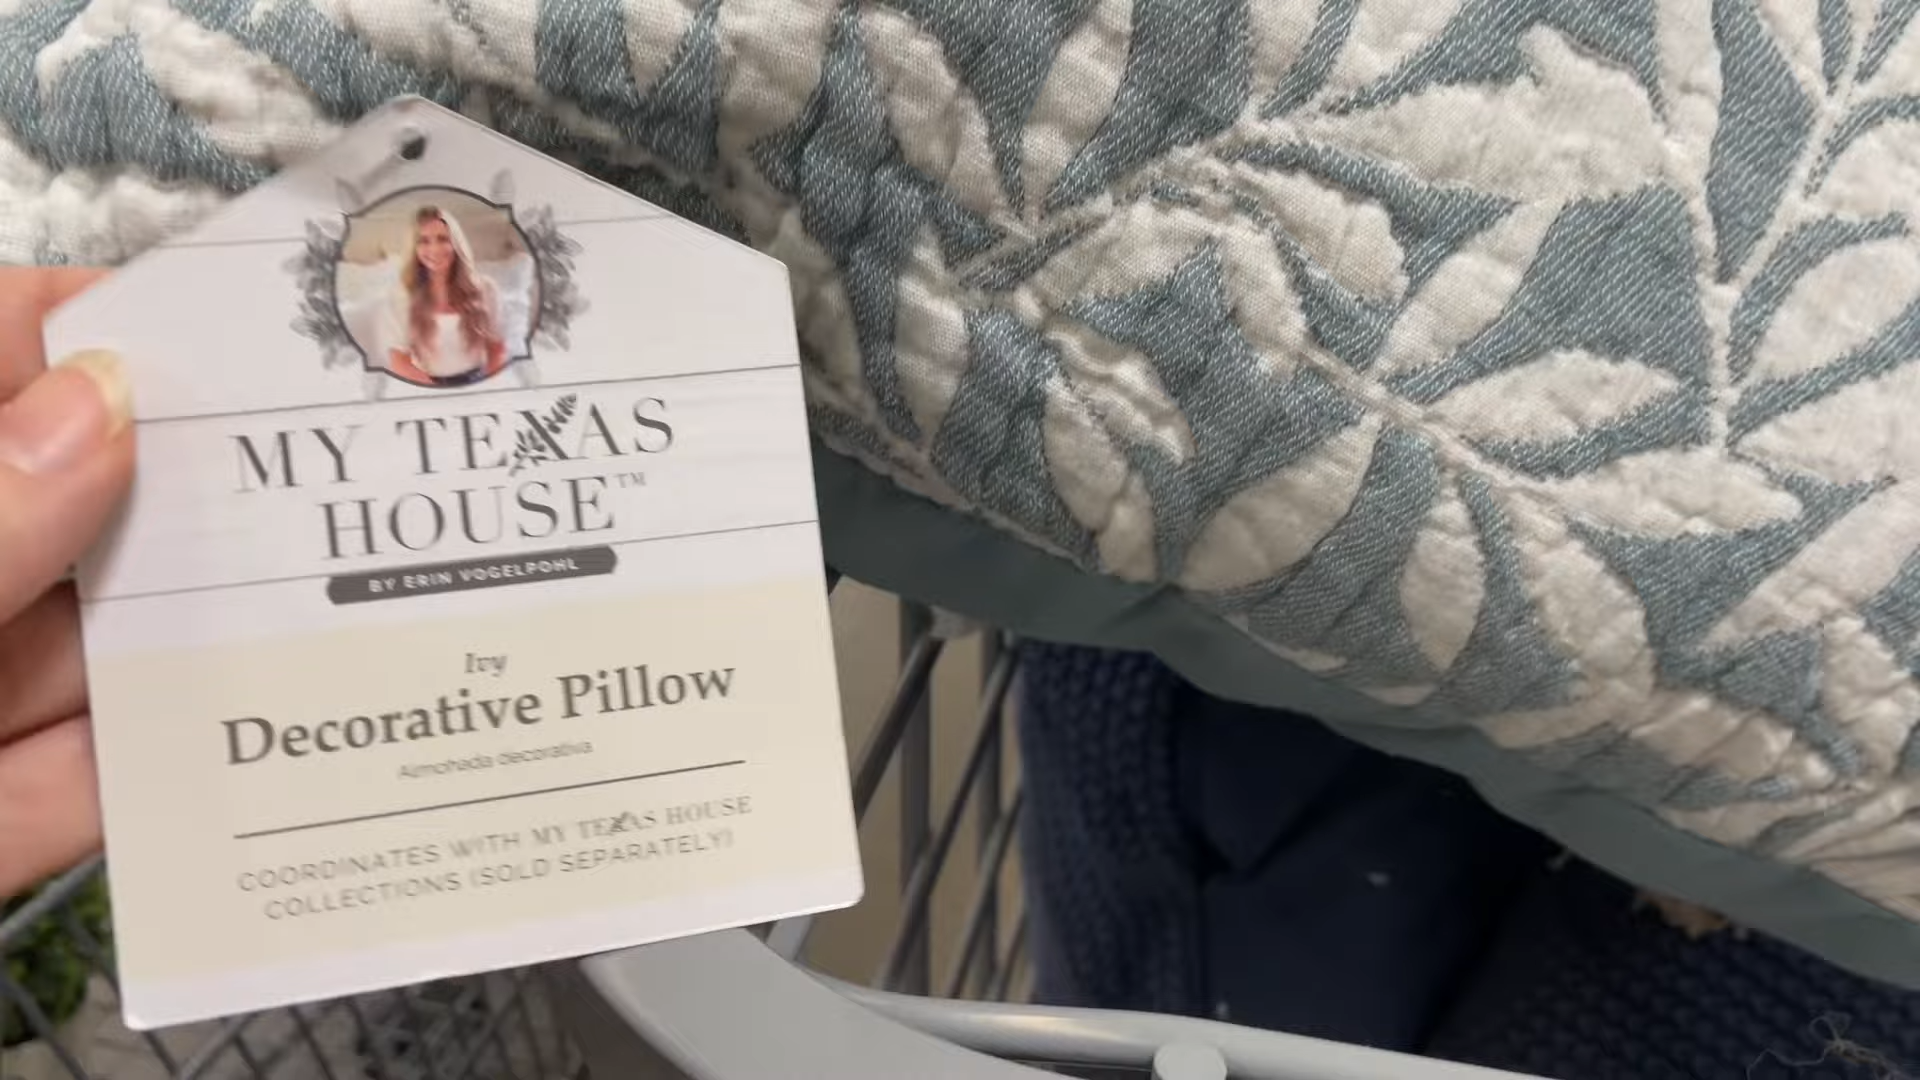 MY TEXAS
HOUSE™
BY ERIN VOGELPOHL
Ivy
Decorative Pillow
Almohada decorativa
COORDINATES WITH MY TEXAS HOUSE
COLLECTIONS (SOLD SEPARATELY)